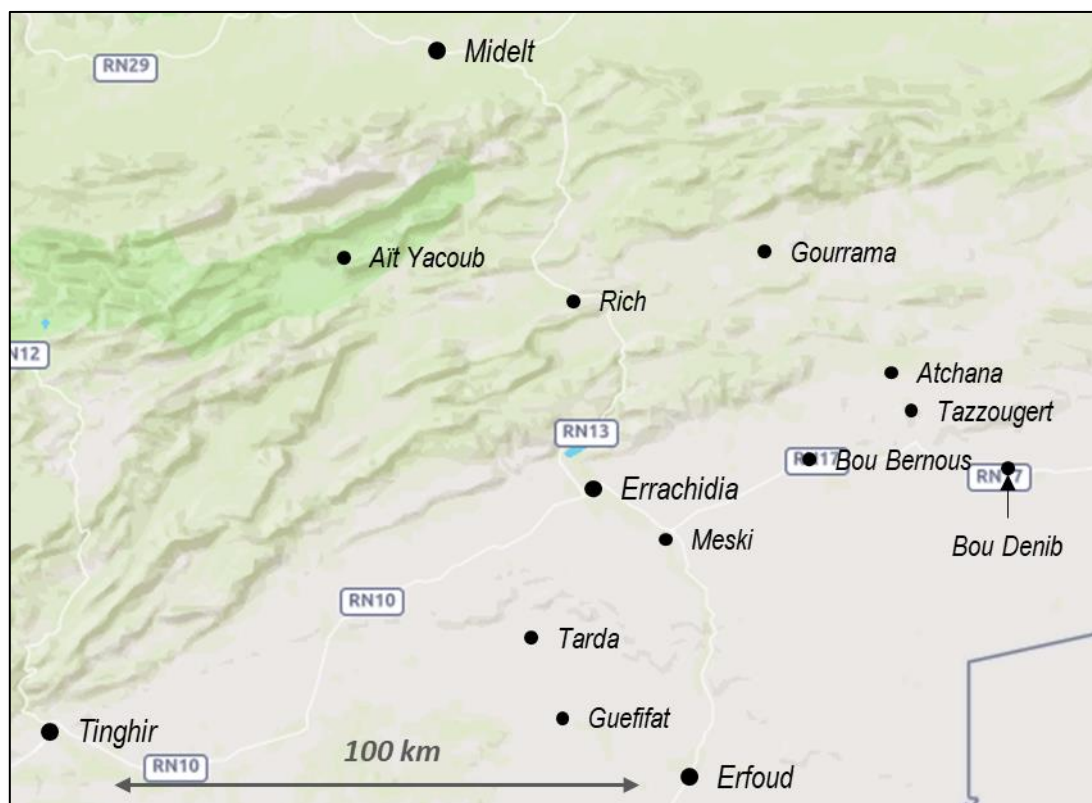 Midelt
RN29
Aït Yacoub
Gourrama
Rich
N12
Atchana
Tazzougert
RN13
RN17
Bou Bernous
RN17
Errachidia
Meski
Bou Denib
RN10
Tarda
Guefifat
Tinghir
100 km
RN10
Erfoud